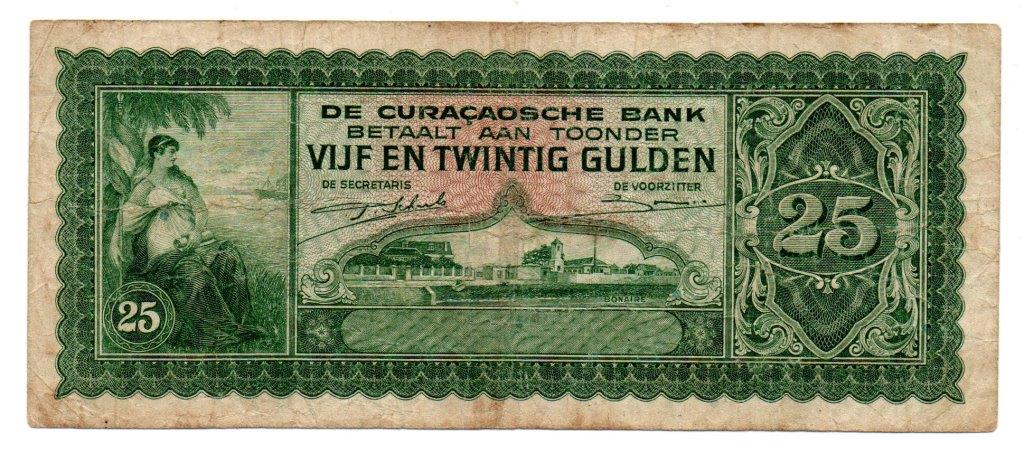 DE CURAÇAOSCHE BANK
BETAALT AAN TOONDER
VIJF EN TWINTIG GULDEN
DE SECRETARIS DE VOORZITTER
25
BONAIRE
25